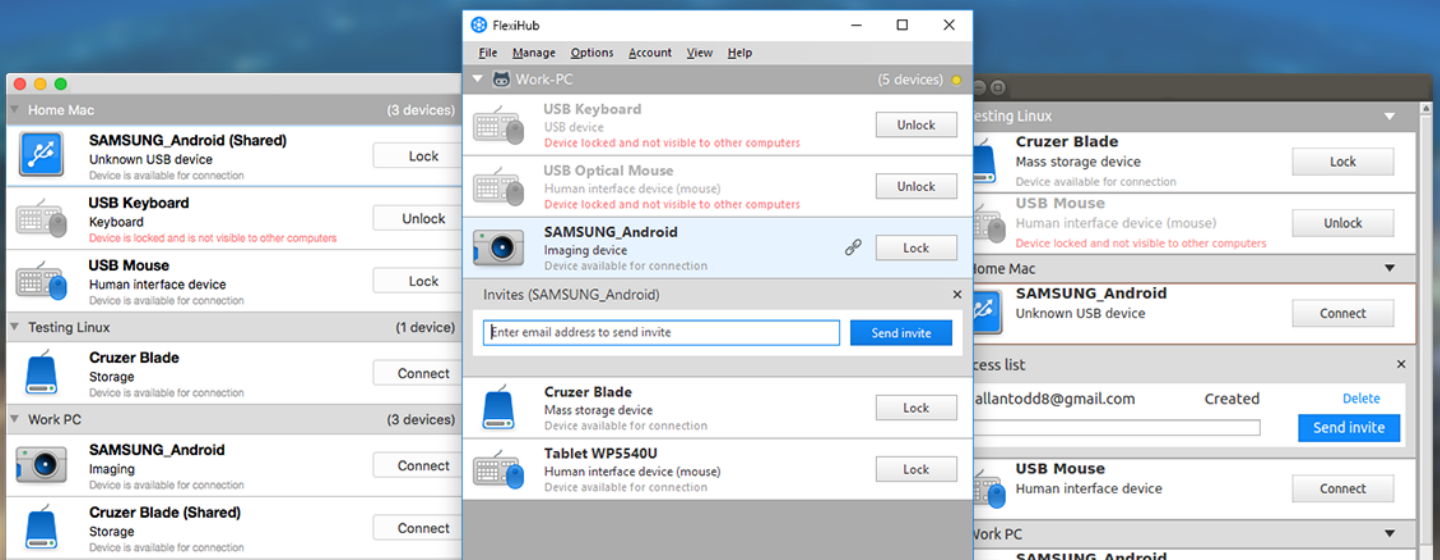 Home Mac (3 devices)
SAMSUNG_Android (Shared)
Unknown USB device
Device is available for connection
Lock
USB Keyboard
Keyboard
Device is locked and is not visible to other computers
Unlock
USB Mouse
Human interface device
Device is available for connection
Lock
Testing Linux (1 device)
Cruzer Blade
Storage
Device is available for connection
Connect
Work PC (3 devices)
SAMSUNG_Android
Imaging
Device is available for connection
Connect
Cruzer Blade (Shared)
Storage
Device is available for connection
Connect
FlexiHub
File Manage Options Account View Help
Work-PC (5 devices)
USB Keyboard
USB device
Device locked and not visible to other computers
Unlock
USB Optical Mouse
Human interface device (mouse)
Device locked and not visible to other computers
Unlock
SAMSUNG_Android
Imaging device
Device available for connection
Lock
Invites (SAMSUNG_Android)
Enter email address to send invite
Send invite
Cruzer Blade
Mass storage device
Device available for connection
Lock
Tablet WP5540U
Human interface device (mouse)
Device available for connection
Lock
esting Linux
Cruzer Blade
Mass storage device
Device available for connection
Lock
USB Mouse
Human interface device (mouse)
Device locked and not visible to other computers
Unlock
Home Mac
SAMSUNG_Android
Unknown USB device
Connect
cess list
allantodd8@gmail.com Created Delete
Send invite
USB Mouse
Human interface device
Connect
Work PC
SAMSUNG_Android